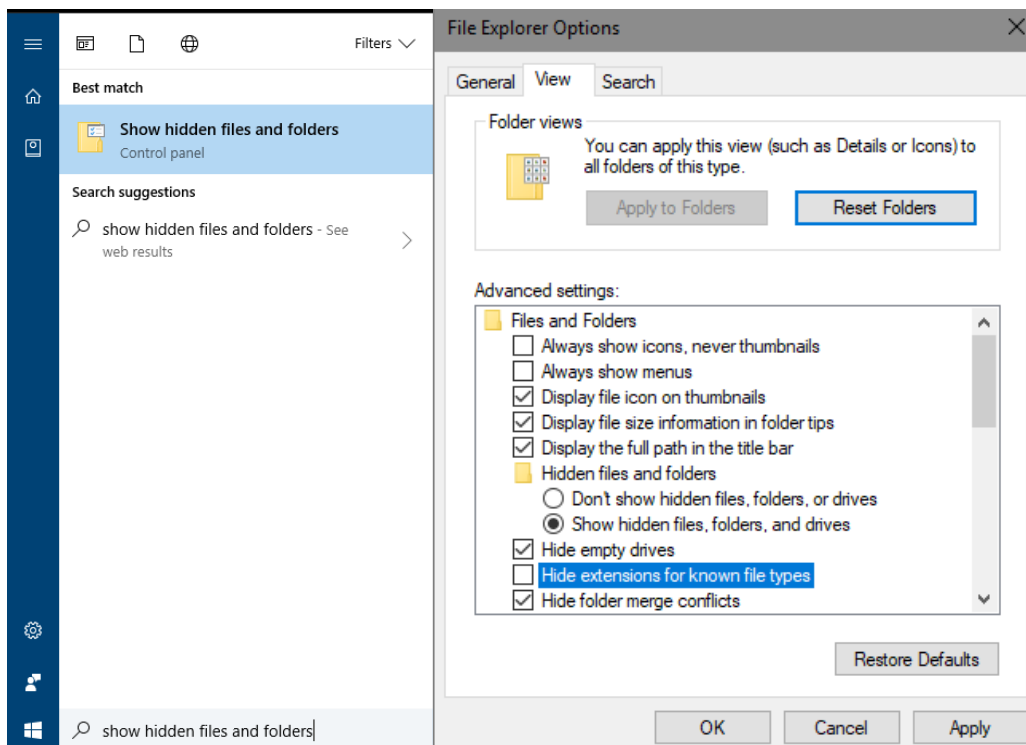 Filters
Best match
Show hidden files and folders
Control panel
Search suggestions
show hidden files and folders - See
web results
show hidden files and folders
File Explorer Options
General View Search
Folder views
You can apply this view (such as Details or Icons) to
all folders of this type.
Apply to Folders Reset Folders
Advanced settings:
Files and Folders
Always show icons, never thumbnails
Always show menus
Display file icon on thumbnails
Display file size information in folder tips
Display the full path in the title bar
Hidden files and folders
Don't show hidden files, folders, or drives
Show hidden files, folders, and drives
Hide empty drives
Hide extensions for known file types
Hide folder merge conflicts
Restore Defaults
OK Cancel Apply